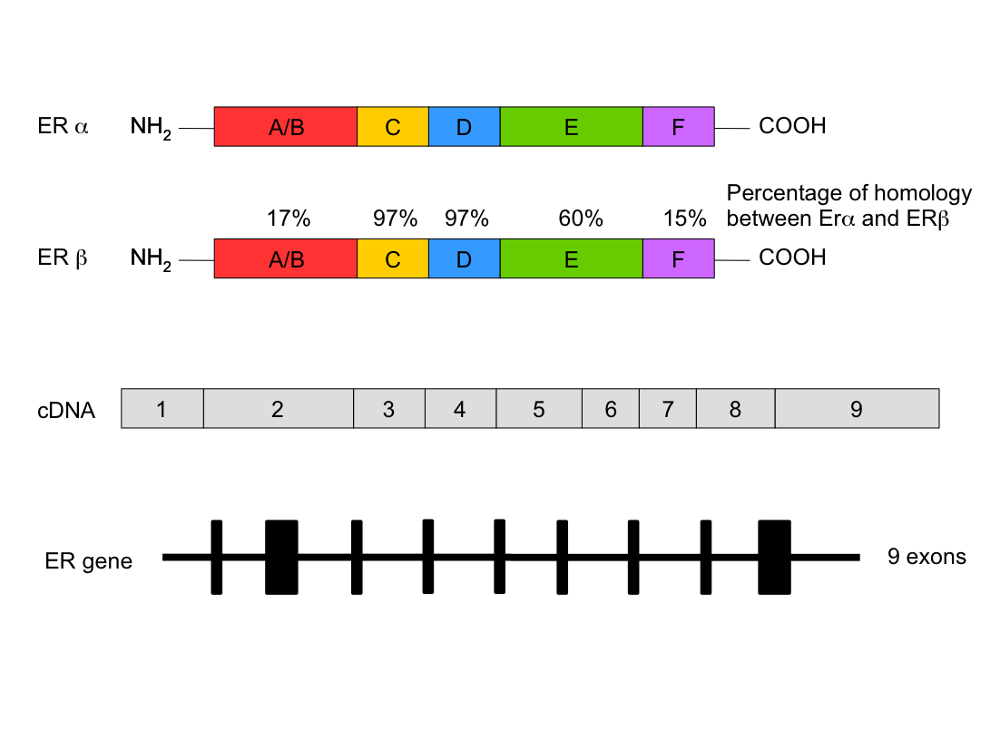 ER α NH2 A/B C D E F COOH
Percentage of homology
between Erα and ERβ
17% 97% 97% 60% 15%
ER β NH2 A/B C D E F COOH
cDNA 1 2 3 4 5 6 7 8 9
ER gene 9 exons